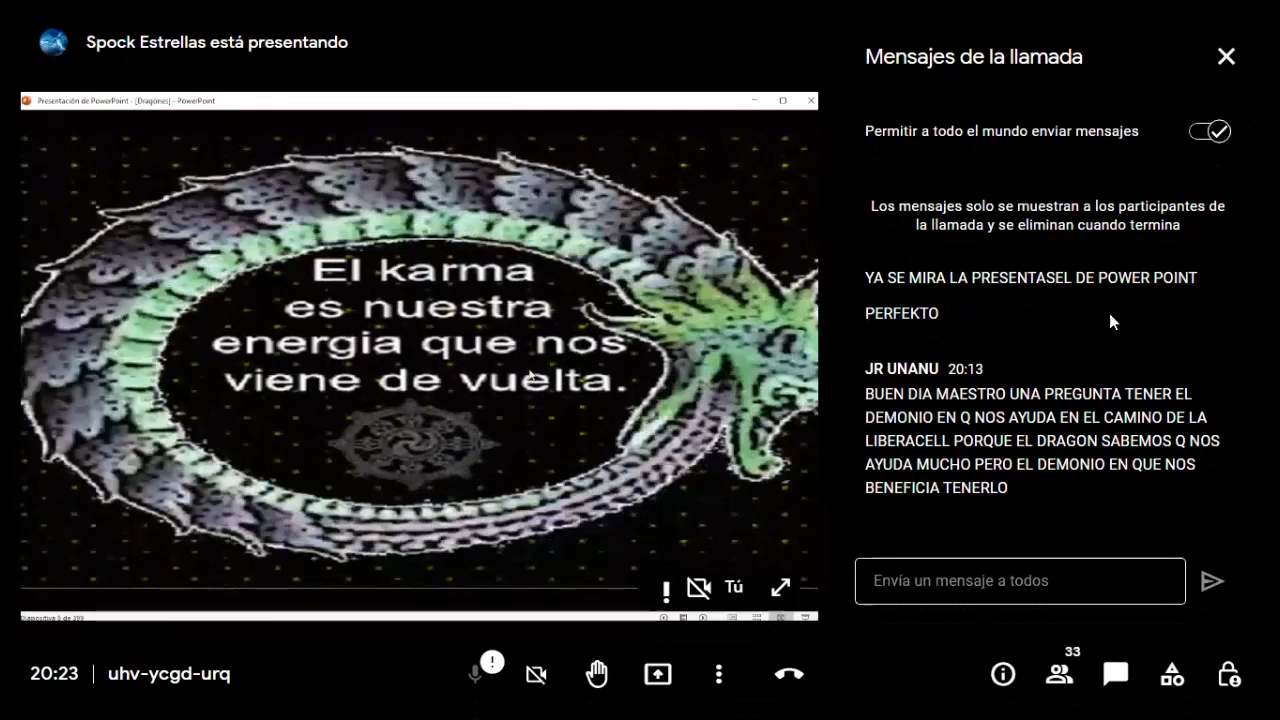 Spock Estrellas está presentando
Presentación de PowerPoint - [Dragones] - PowerPoint
El karma
es nuestra
energia que nos
viene de vuelta.
Tú
Diapositiva 5 de 393
20:23
uhv-ycgd-urq
Mensajes de la llamada
Permitir a todo el mundo enviar mensajes
Los mensajes solo se muestran a los participantes de
la llamada y se eliminan cuando termina
YA SE MIRA LA PRESENTASEL DE POWER POINT
PERFEKTO
JR UNANU 20:13
BUEN DIA MAESTRO UNA PREGUNTA TENER EL
DEMONIO EN Q NOS AYUDA EN EL CAMINO DE LA
LIBERACELL PORQUE EL DRAGON SABEMOS Q NOS
AYUDA MUCHO PERO EL DEMONIO EN QUE NOS
BENEFICIA TENERLO
Envía un mensaje a todos
33